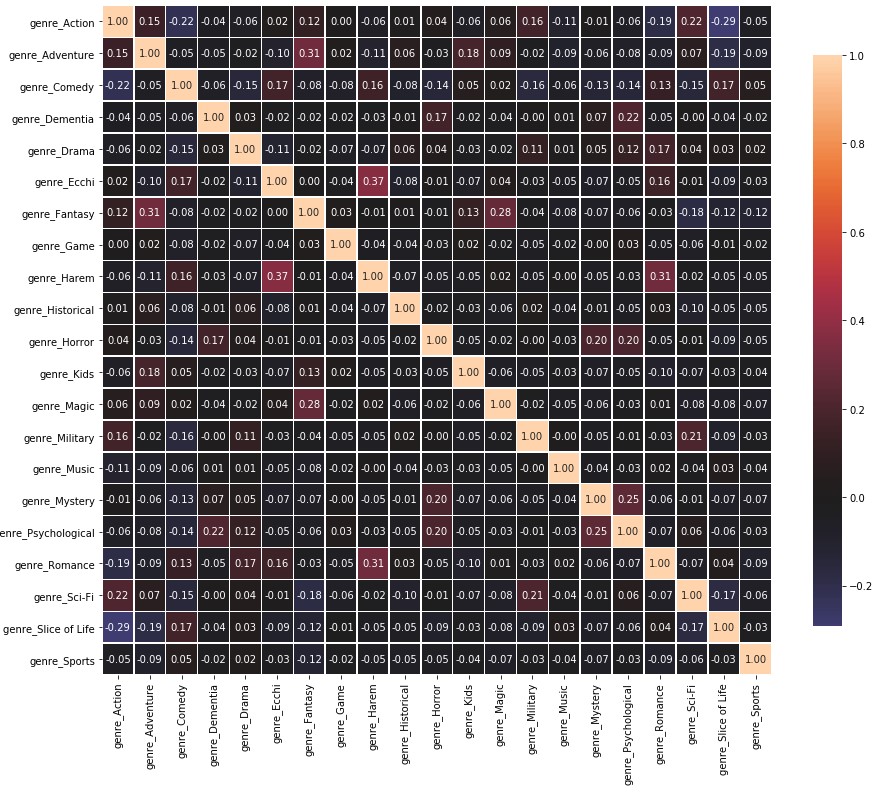 genre_Action 1.00 0.15 -0.22 -0.04 -0.06 0.02 0.12 0.00 -0.06 0.01 0.04 -0.06 0.06 0.16 -0.11 -0.01 -0.06 -0.19 0.22 -0.29 -0.05
genre_Adventure 0.15 1.00 -0.05 -0.05 -0.02 -0.10 0.31 0.02 -0.11 0.06 -0.03 0.18 0.09 -0.02 -0.09 -0.06 -0.08 -0.09 0.07 -0.19 -0.09
genre_Comedy -0.22 -0.05 1.00 -0.06 -0.15 0.17 -0.08 -0.08 0.16 -0.08 -0.14 0.05 0.02 -0.16 -0.06 -0.13 -0.14 0.13 -0.15 0.17 0.05
genre_Dementia -0.04 -0.05 -0.06 1.00 0.03 -0.02 -0.02 -0.02 -0.03 -0.01 0.17 -0.02 -0.04 -0.00 0.01 0.07 0.22 -0.05 -0.00 -0.04 -0.02
genre_Drama -0.06 -0.02 -0.15 0.03 1.00 -0.11 -0.02 -0.07 -0.07 0.06 0.04 -0.03 -0.02 0.11 0.01 0.05 0.12 0.17 0.04 0.03 0.02
genre_Ecchi 0.02 -0.10 0.17 -0.02 -0.11 1.00 0.00 -0.04 0.37 -0.08 -0.01 -0.07 0.04 -0.03 -0.05 -0.07 -0.05 0.16 -0.01 -0.09 -0.03
genre_Fantasy 0.12 0.31 -0.08 -0.02 -0.02 0.00 1.00 0.03 -0.01 0.01 -0.01 0.13 0.28 -0.04 -0.08 -0.07 -0.06 -0.03 -0.18 -0.12 -0.12
genre_Game 0.00 0.02 -0.08 -0.02 -0.07 -0.04 0.03 1.00 -0.04 -0.04 -0.03 0.02 -0.02 -0.05 -0.02 -0.00 0.03 -0.05 -0.06 -0.01 -0.02
genre_Harem -0.06 -0.11 0.16 -0.03 -0.07 0.37 -0.01 -0.04 1.00 -0.07 -0.05 -0.05 0.02 -0.05 -0.00 -0.05 -0.03 0.31 -0.02 -0.05 -0.05
genre_Historical 0.01 0.06 -0.08 -0.01 0.06 -0.08 0.01 -0.04 -0.07 1.00 -0.02 -0.03 -0.06 0.02 -0.04 -0.01 -0.05 0.03 -0.10 -0.05 -0.05
genre_Horror 0.04 -0.03 -0.14 0.17 0.04 -0.01 -0.01 -0.03 -0.05 -0.02 1.00 -0.05 -0.02 -0.00 -0.03 0.20 0.20 -0.05 -0.01 -0.09 -0.05
genre_Kids -0.06 0.18 0.05 -0.02 -0.03 -0.07 0.13 0.02 -0.05 -0.03 -0.05 1.00 -0.06 -0.05 -0.03 -0.07 -0.05 -0.10 -0.07 -0.03 -0.04
genre_Magic 0.06 0.09 0.02 -0.04 -0.02 0.04 0.28 -0.02 0.02 -0.06 -0.02 -0.06 1.00 -0.02 -0.05 -0.06 -0.03 0.01 -0.08 -0.08 -0.07
genre_Military 0.16 -0.02 -0.16 -0.00 0.11 -0.03 -0.04 -0.05 -0.05 0.02 -0.00 -0.05 -0.02 1.00 -0.00 -0.05 -0.01 -0.03 0.21 -0.09 -0.03
genre_Music -0.11 -0.09 -0.06 0.01 0.01 -0.05 -0.08 -0.02 -0.00 -0.04 -0.03 -0.03 -0.05 -0.00 1.00 -0.04 -0.03 0.02 -0.04 0.03 -0.04
genre_Mystery -0.01 -0.06 -0.13 0.07 0.05 -0.07 -0.07 -0.00 -0.05 -0.01 0.20 -0.07 -0.06 -0.05 -0.04 1.00 0.25 -0.06 -0.01 -0.07 -0.07
enre_Psychological -0.06 -0.08 -0.14 0.22 0.12 -0.05 -0.06 0.03 -0.03 -0.05 0.20 -0.05 -0.03 -0.01 -0.03 0.25 1.00 -0.07 0.06 -0.06 -0.03
genre_Romance -0.19 -0.09 0.13 -0.05 0.17 0.16 -0.03 -0.05 0.31 0.03 -0.05 -0.10 0.01 -0.03 0.02 -0.06 -0.07 1.00 -0.07 0.04 -0.09
genre_Sci-Fi 0.22 0.07 -0.15 -0.00 0.04 -0.01 -0.18 -0.06 -0.02 -0.10 -0.01 -0.07 -0.08 0.21 -0.04 -0.01 0.06 -0.07 1.00 -0.17 -0.06
genre_Slice of Life -0.29 -0.19 0.17 -0.04 0.03 -0.09 -0.12 -0.01 -0.05 -0.05 -0.09 -0.03 -0.08 -0.09 0.03 -0.07 -0.06 0.04 -0.17 1.00 -0.03
genre_Sports -0.05 -0.09 0.05 -0.02 0.02 -0.03 -0.12 -0.02 -0.05 -0.05 -0.05 -0.04 -0.07 -0.03 -0.04 -0.07 -0.03 -0.09 -0.06 -0.03 1.00
genre_Action
genre_Adventure
genre_Comedy
genre_Dementia
genre_Drama
genre_Ecchi
genre_Fantasy
genre_Game
genre_Harem
genre_Historical
genre_Horror
genre_Kids
genre_Magic
genre_Military
genre_Music
genre_Mystery
genre_Psychological
genre_Romance
genre_Sci-Fi
genre_Slice of Life
genre_Sports
1.0
0.8
0.6
0.4
0.2
0.0
−0.2